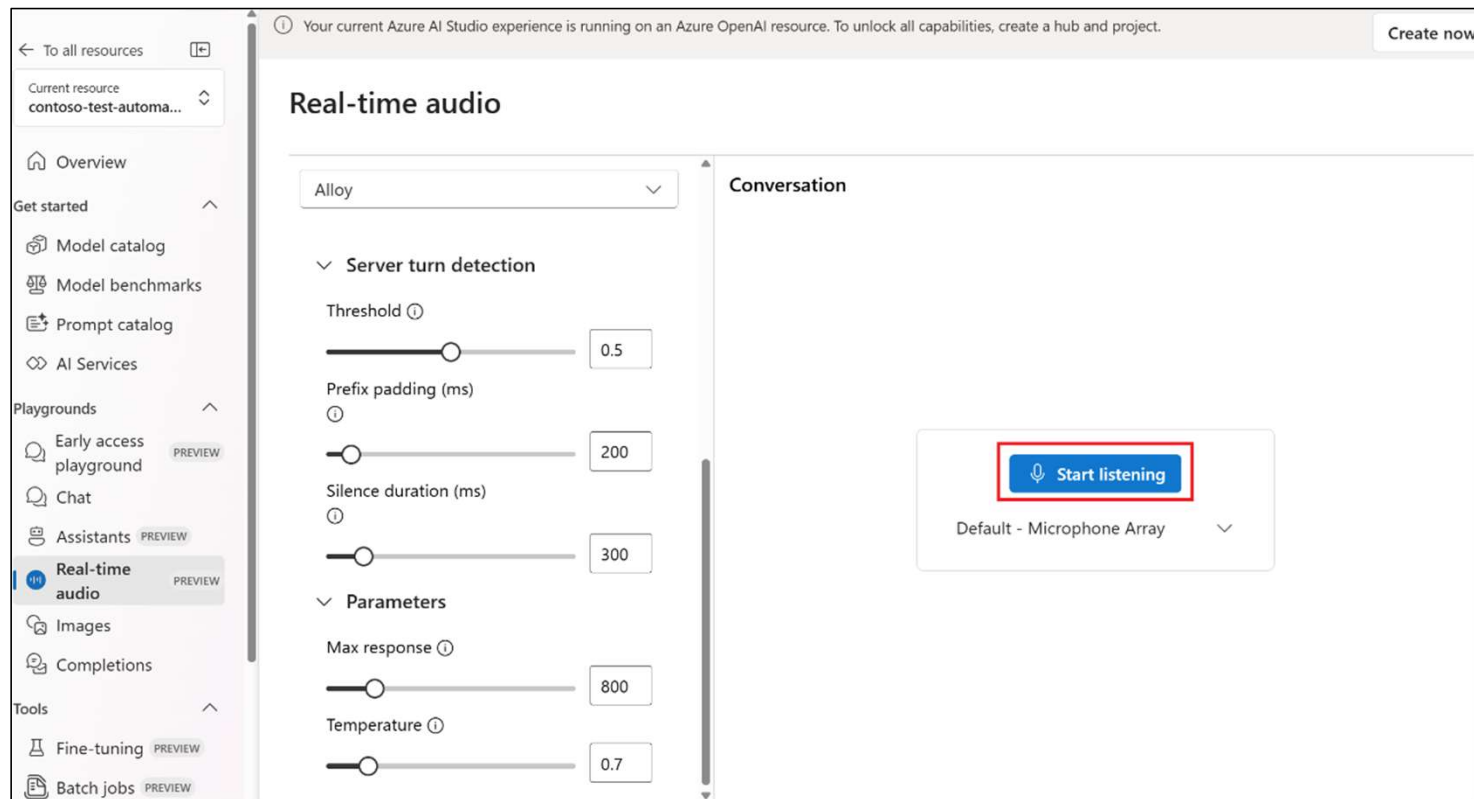 Your current Azure AI Studio experience is running on an Azure OpenAI resource. To unlock all capabilities, create a hub and project.
Create now
To all resources
Current resource
contoso-test-automa...
Overview
Get started
Model catalog
Model benchmarks
Prompt catalog
AI Services
Playgrounds
Early access
playground
PREVIEW
Chat
Assistants PREVIEW
Real-time
audio
PREVIEW
Images
Completions
Tools
Fine-tuning PREVIEW
Batch jobs PREVIEW
Real-time audio
Alloy
Server turn detection
Threshold
0.5
Prefix padding (ms)
200
Silence duration (ms)
300
Parameters
Max response
800
Temperature
0.7
Conversation
Start listening
Default - Microphone Array